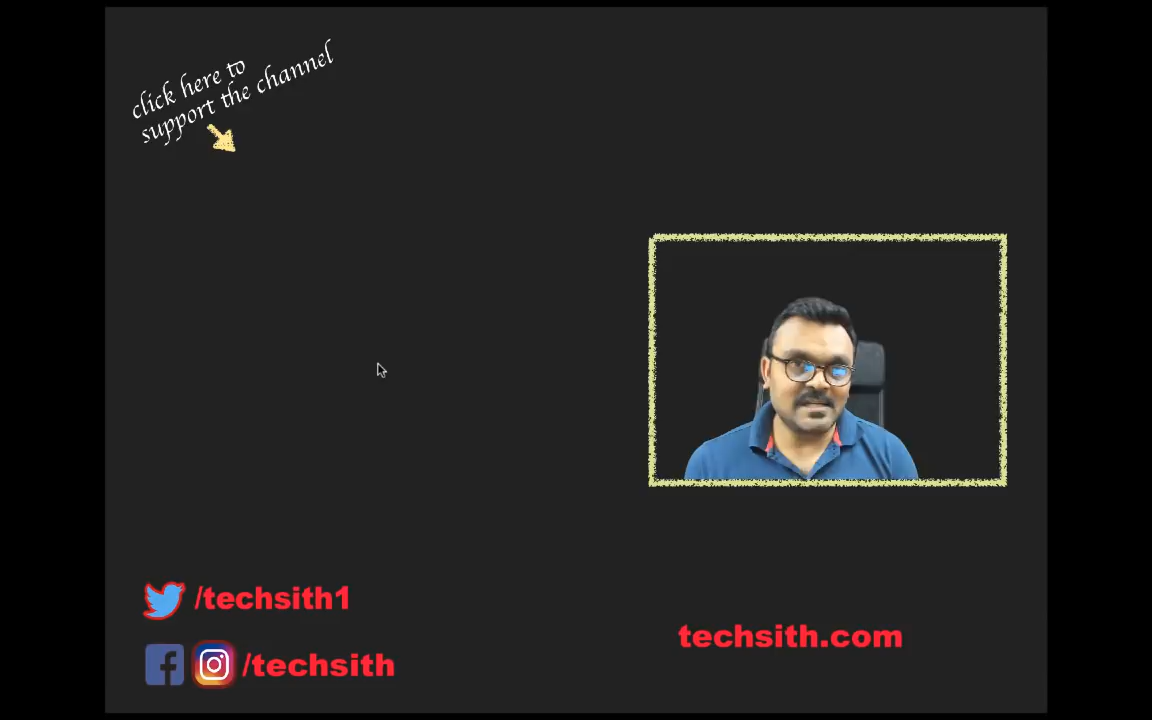 click here to
support the channel
/techsith1
/techsith
techsith.com